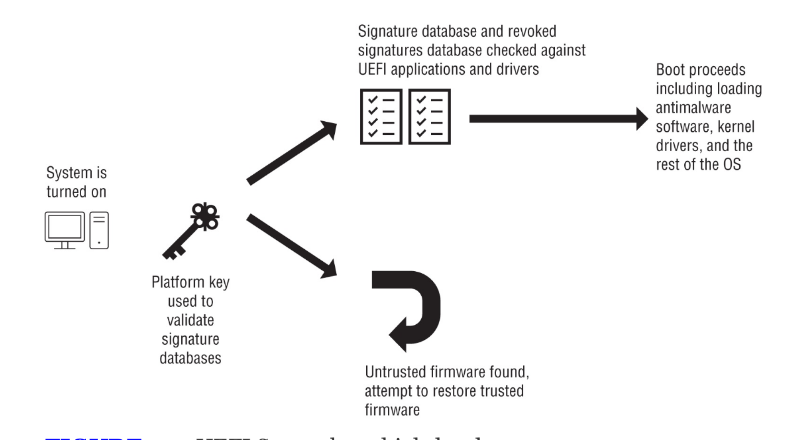 Signature database and revoked
signatures database checked against
UEFI applications and drivers
Boot proceeds
including loading
antimalware
software, kernel
drivers, and the
rest of the OS
System is
turned on
Platform key
used to
validate
signature
databases
Untrusted firmware found,
attempt to restore trusted
firmware